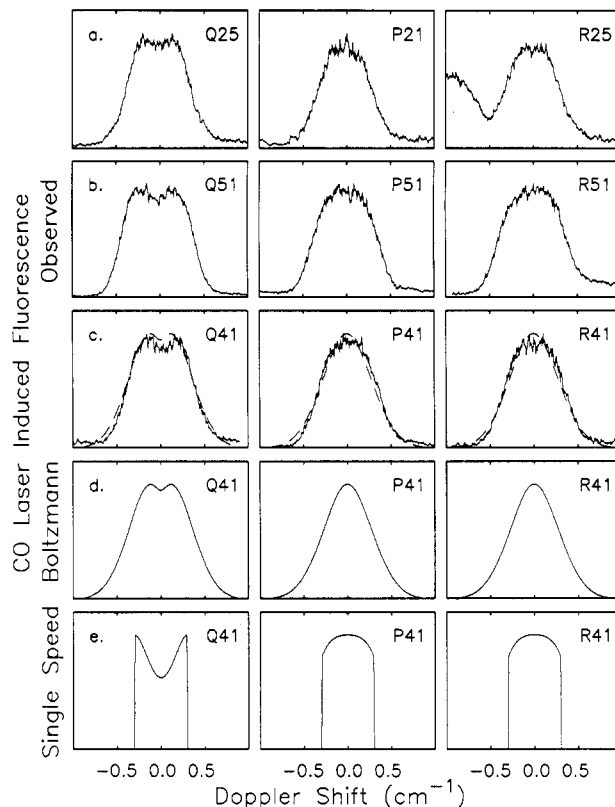 a. Q25 P21 R25
b. Q51 P51 R51
c. Q41 P41 R41
d. Q41 P41 R41
e. Q41 P41 R41
CO Laser Induced Fluorescence
Observed
Boltzmann
Single Speed
−0.5 0.0 0.5 −0.5 0.0 0.5 −0.5 0.0 0.5
Doppler Shift (cm⁻¹)